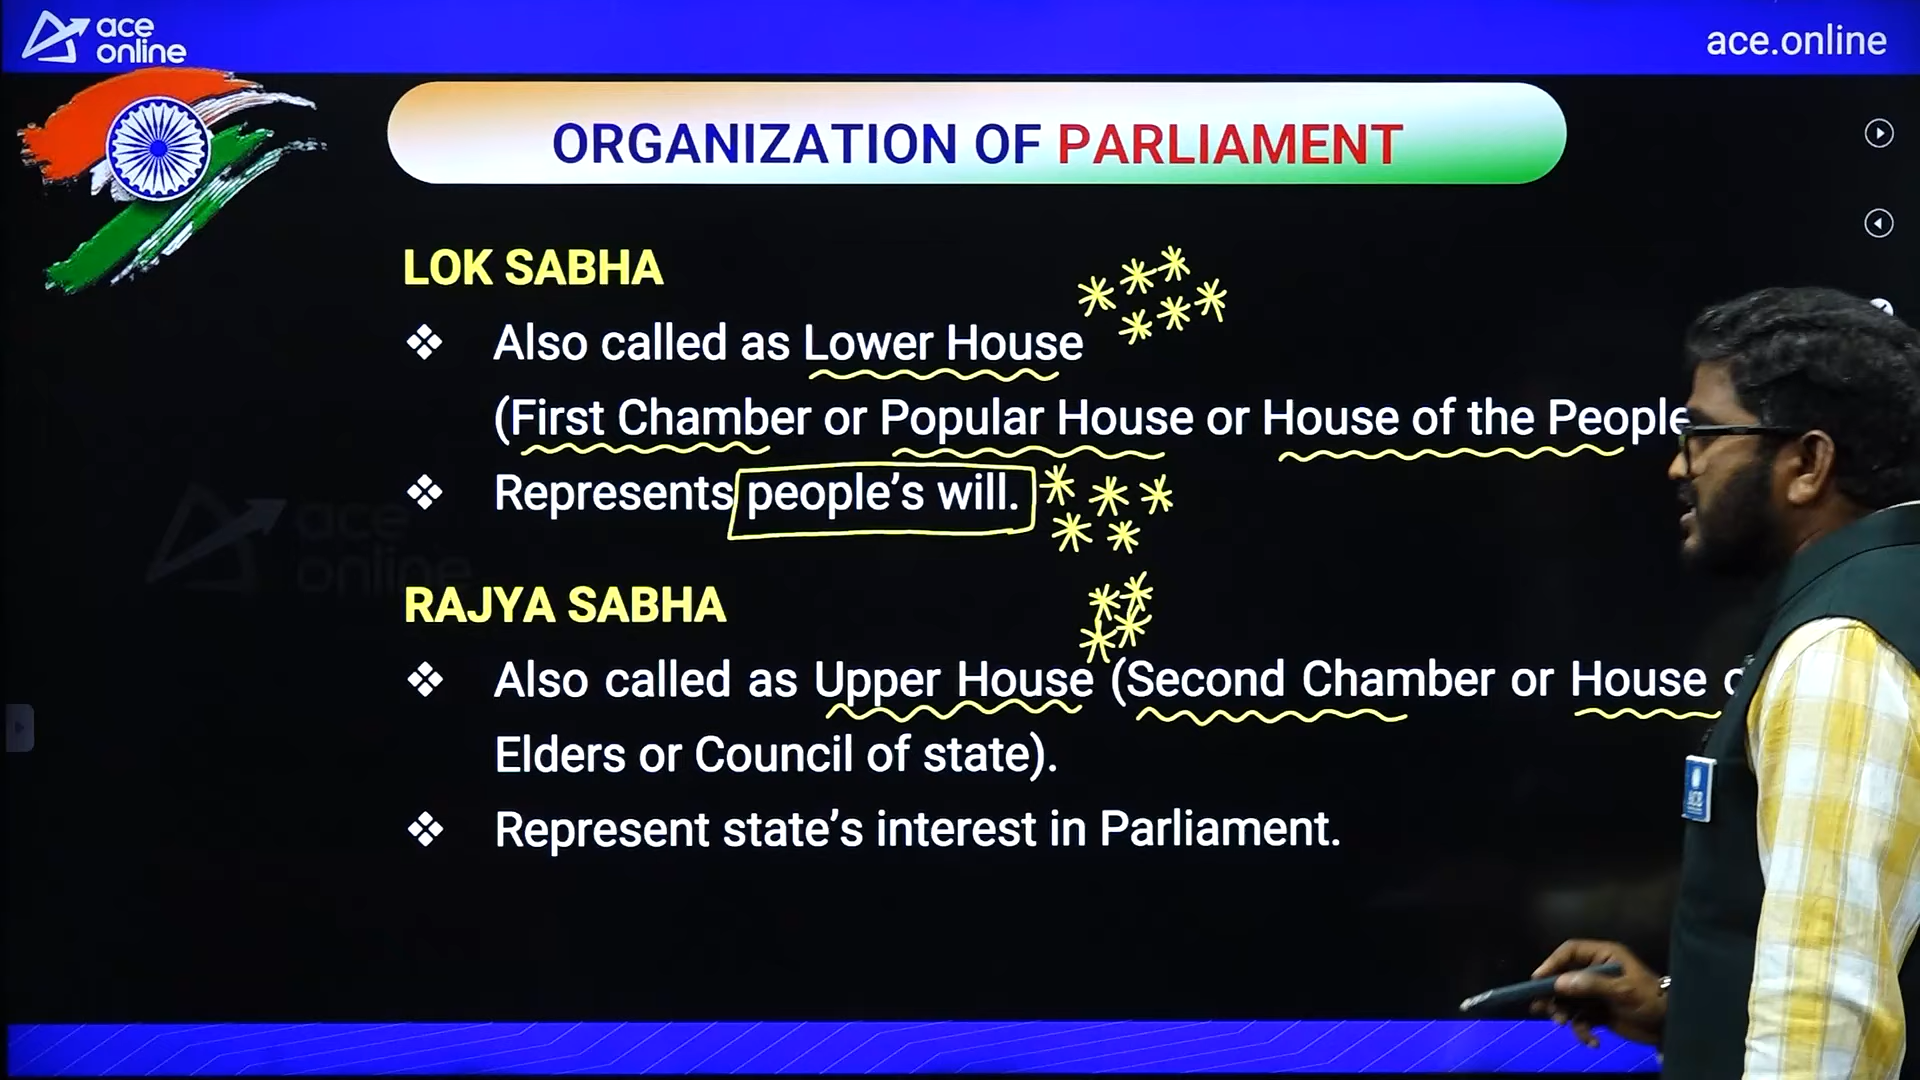 ace
online
ace.online
ORGANIZATION OF PARLIAMENT
LOK SABHA
❖ Also called as Lower House
(First Chamber or Popular House or House of the People
❖ Represents people’s will.
ace
online
RAJYA SABHA
❖ Also called as Upper House (Second Chamber or House
Elders or Council of state).
❖ Represent state’s interest in Parliament.